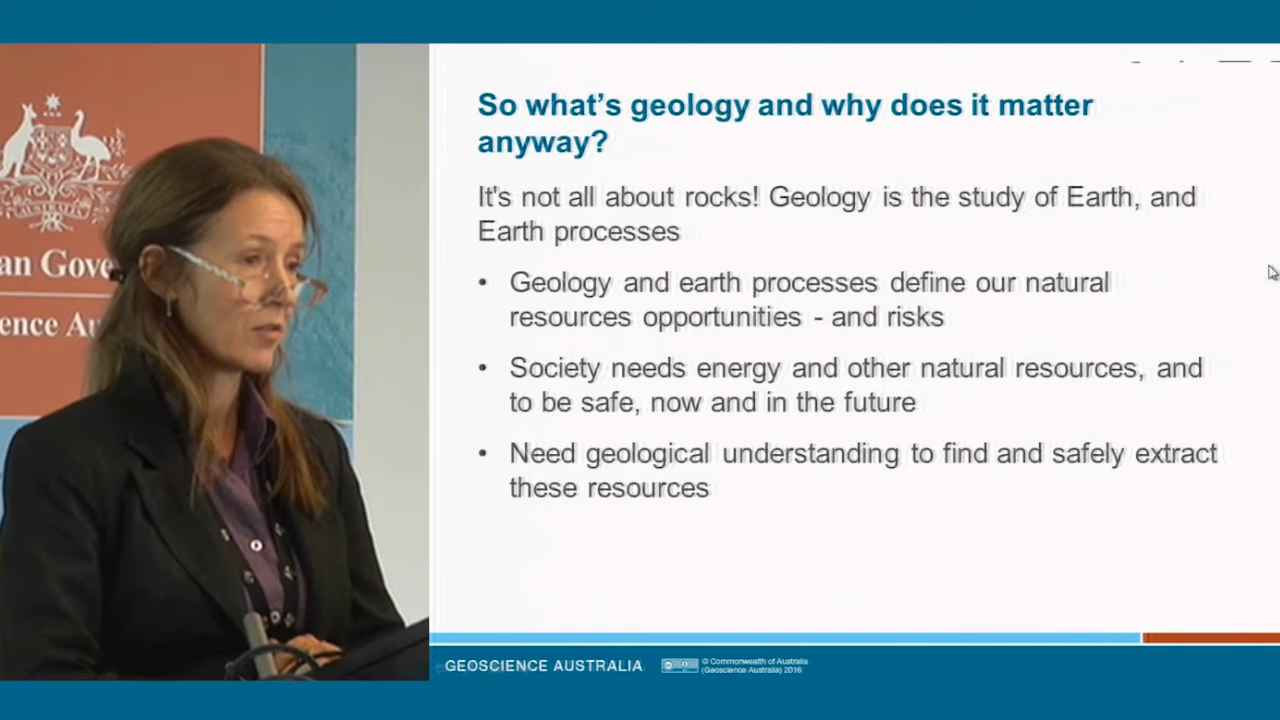 AUSTRALIA
an Gove
ience Au
So what's geology and why does it matter
anyway?
It's not all about rocks! Geology is the study of Earth, and
Earth processes
• Geology and earth processes define our natural
resources opportunities - and risks
• Society needs energy and other natural resources, and
to be safe, now and in the future
• Need geological understanding to find and safely extract
these resources
GEOSCIENCE AUSTRALIA
© Commonwealth of Australia
(Geoscience Australia) 2016